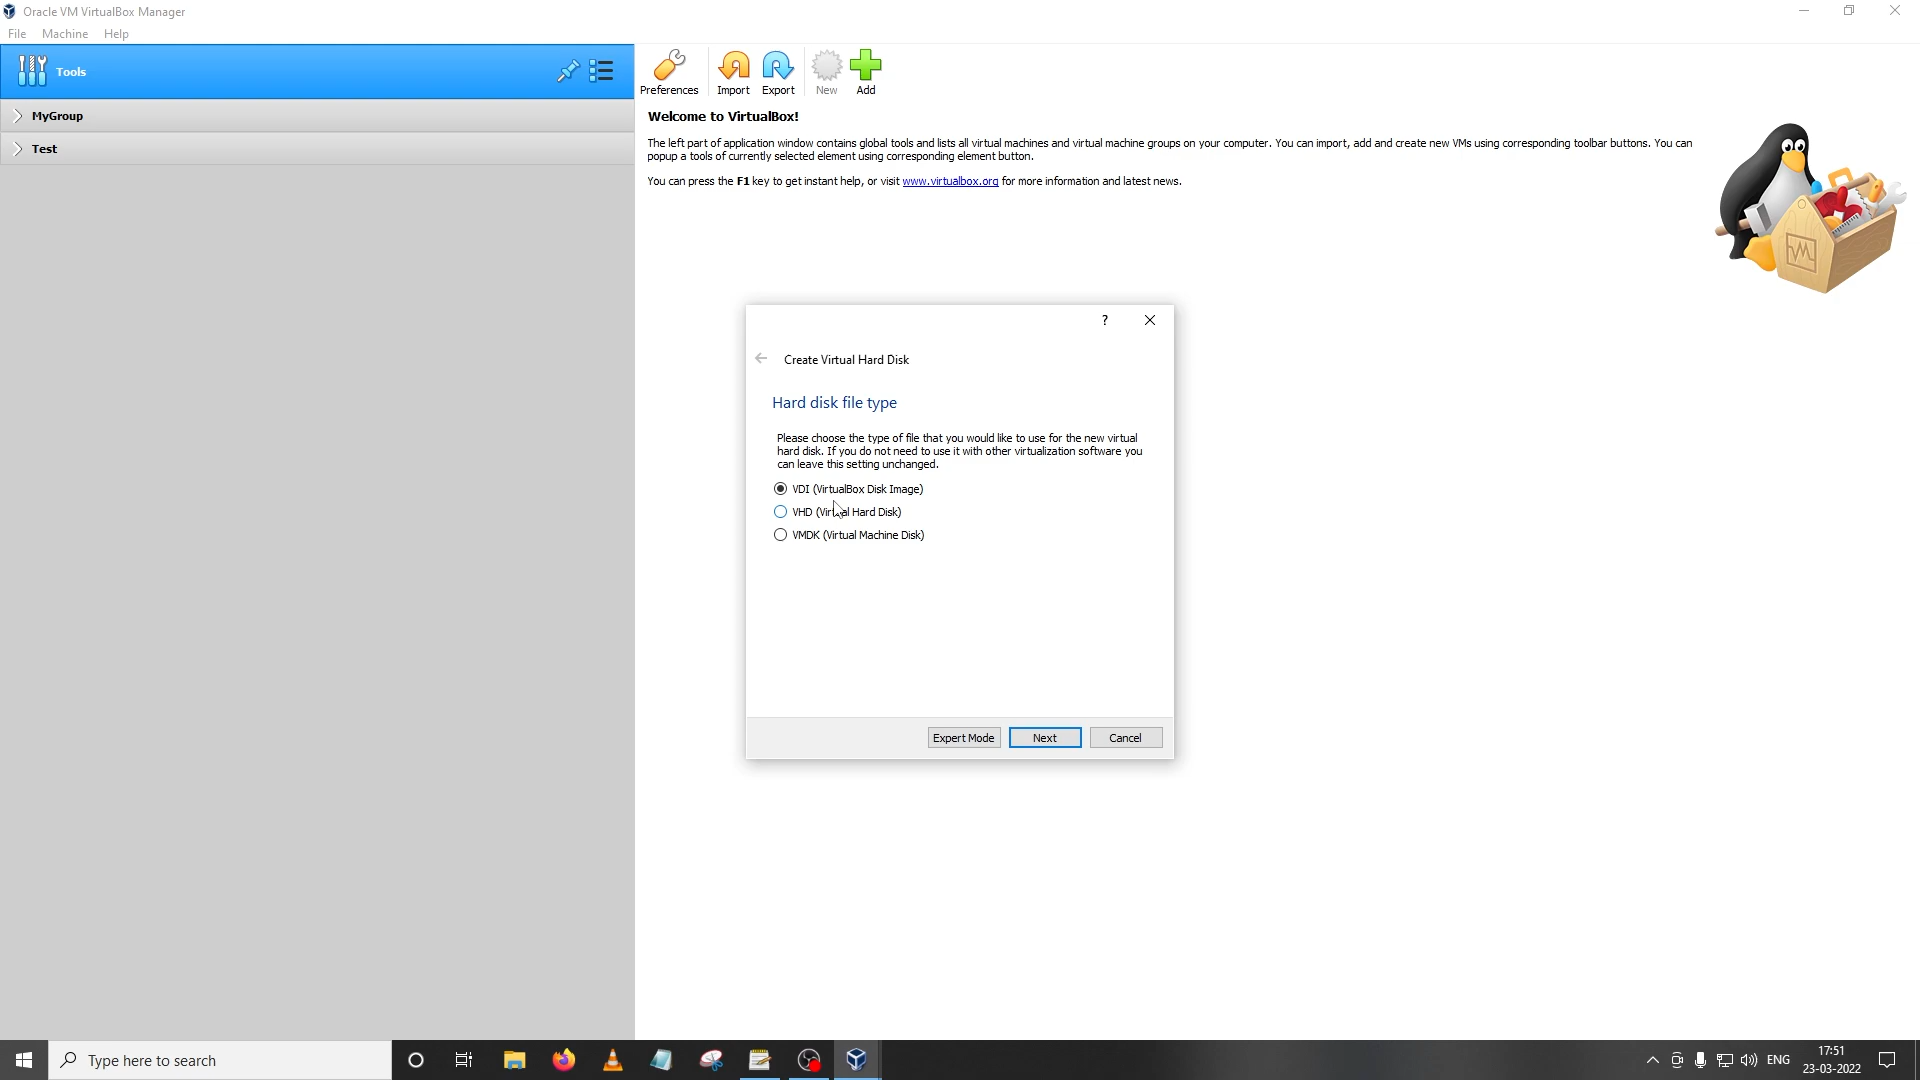 Oracle VM VirtualBox Manager
File Machine Help
Tools
MyGroup
Test
Preferences Import Export New Add
Welcome to VirtualBox!
The left part of application window contains global tools and lists all virtual machines and virtual machine groups on your computer. You can import, add and create new VMs using corresponding toolbar buttons. You can
popup a tools of currently selected element using corresponding element button.
You can press the F1 key to get instant help, or visit www.virtualbox.org for more information and latest news.
?
Create Virtual Hard Disk
Hard disk file type
Please choose the type of file that you would like to use for the new virtual
hard disk. If you do not need to use it with other virtualization software you
can leave this setting unchanged.
VDI (VirtualBox Disk Image)
VHD (Virtual Hard Disk)
VMDK (Virtual Machine Disk)
Expert Mode Next Cancel
Type here to search
ENG
17:51
23-03-2022